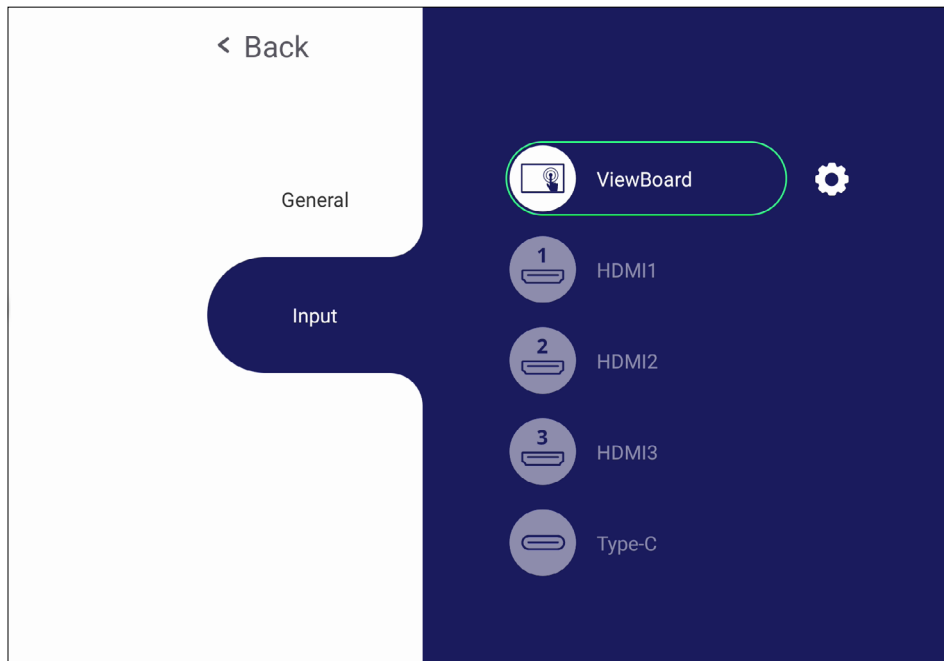 Back
General
Input
ViewBoard
1
HDMI1
2
HDMI2
3
HDMI3
Type-C